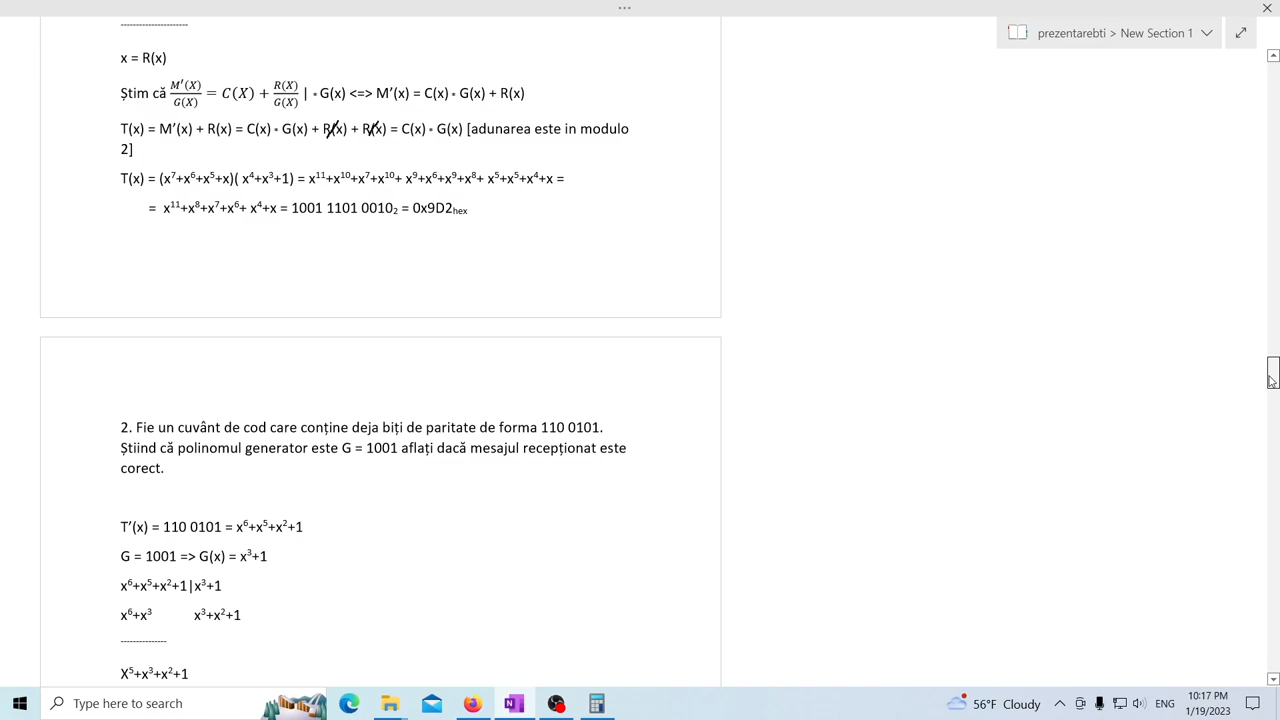 prezentarebti > New Section 1
---------------------
x = R(x)
Știm că M′(X)/G(X) = C(X) + R(X)/G(X) | * G(x) <=> M’(x) = C(x) * G(x) + R(x)
T(x) = M’(x) + R(x) = C(x) * G(x) + R(x) + R(x) = C(x) * G(x) [adunarea este in modulo
2]
T(x) = (x⁷+x⁶+x⁵+x)( x⁴+x³+1) = x¹¹+x¹⁰+x⁷+x¹⁰+ x⁹+x⁶+x⁹+x⁸+ x⁵+x⁵+x⁴+x =
= x¹¹+x⁸+x⁷+x⁶+ x⁴+x = 1001 1101 0010₂ = 0x9D2hex
2. Fie un cuvânt de cod care conține deja biți de paritate de forma 110 0101.
Știind că polinomul generator este G = 1001 aflați dacă mesajul recepționat este
corect.
T’(x) = 110 0101 = x⁶+x⁵+x²+1
G = 1001 => G(x) = x³+1
x⁶+x⁵+x²+1|x³+1
x⁶+x³ x³+x²+1
---------------
X⁵+x³+x²+1
Type here to search
56°F Cloudy
ENG
10:17 PM
1/19/2023